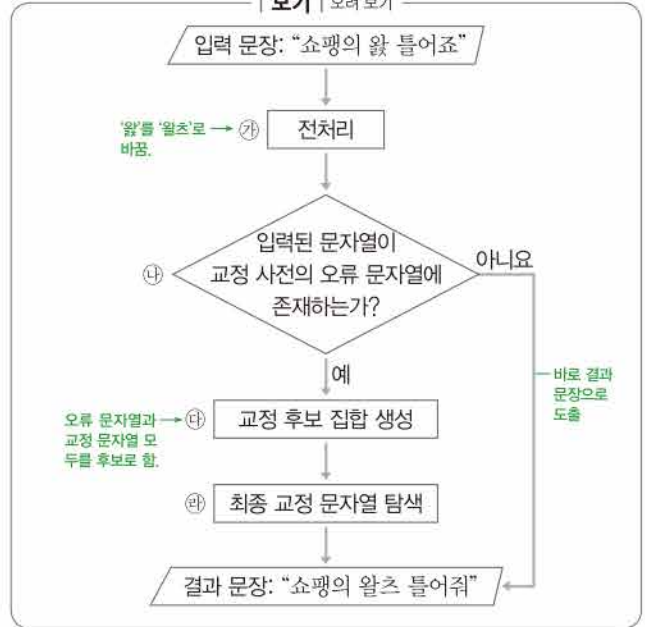 | 보기 | 오려 보기
입력 문장: “쇼팽의 왌 틀어죠”
‘왌’를 ‘왈츠’로 → ㉮ 전처리
바꿈.
입력된 문자열이
㉯ 교정 사전의 오류 문자열에 아니요
존재하는가?
예
바로 결과
문장으로
도출
오류 문자열과 → ㉰ 교정 후보 집합 생성
교정 문자열 모
두를 후보로 함.
㉱ 최종 교정 문자열 탐색
결과 문장: “쇼팽의 왈츠 틀어줘”